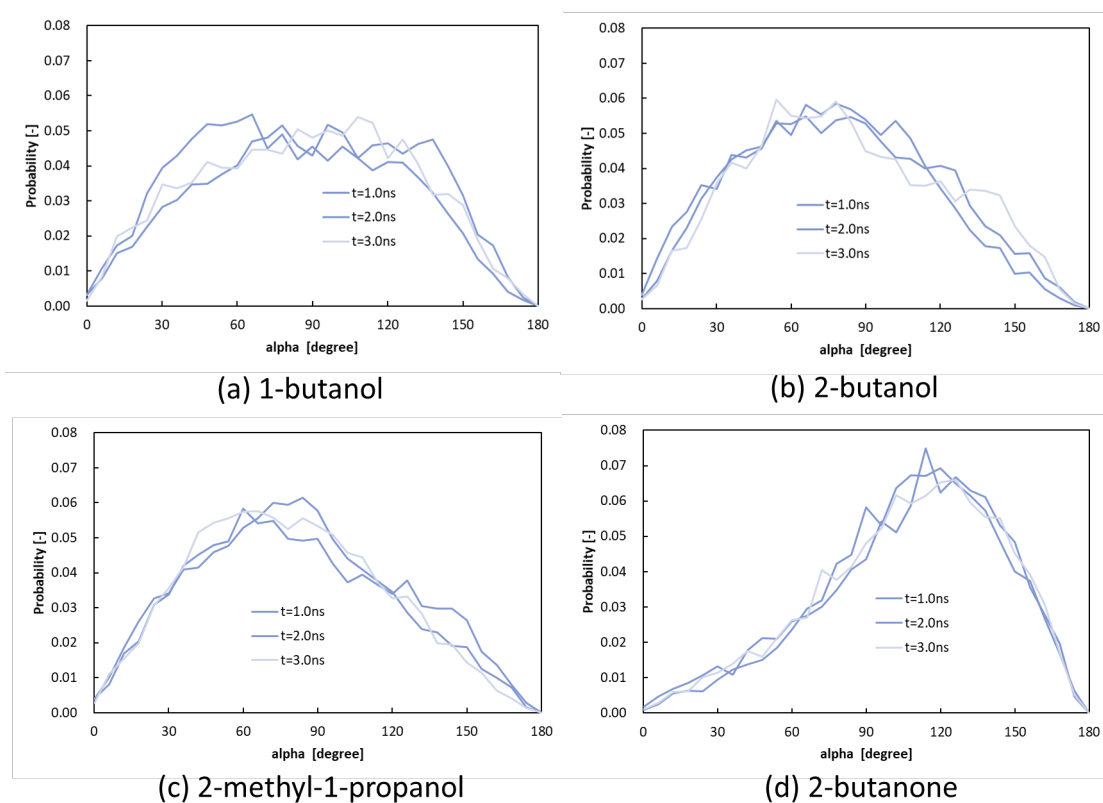 0.08
0.07
0.06
0.05
0.04
0.03
0.02
0.01
0.00
Probability [-]
t=1.0ns
t=2.0ns
t=3.0ns
0 30 60 90 120 150 180
alpha [degree]
(a) 1-butanol
0.08
0.07
0.06
0.05
0.04
0.03
0.02
0.01
0.00
Probability [-]
t=1.0ns
t=2.0ns
t=3.0ns
0 30 60 90 120 150 180
alpha [degree]
(b) 2-butanol
0.08
0.07
0.06
0.05
0.04
0.03
0.02
0.01
0.00
Probability [-]
t=1.0ns
t=2.0ns
t=3.0ns
0 30 60 90 120 150 180
alpha [degree]
(c) 2-methyl-1-propanol
0.08
0.07
0.06
0.05
0.04
0.03
0.02
0.01
0.00
Probability [-]
t=1.0ns
t=2.0ns
t=3.0ns
0 30 60 90 120 150 180
alpha [degree]
(d) 2-butanone